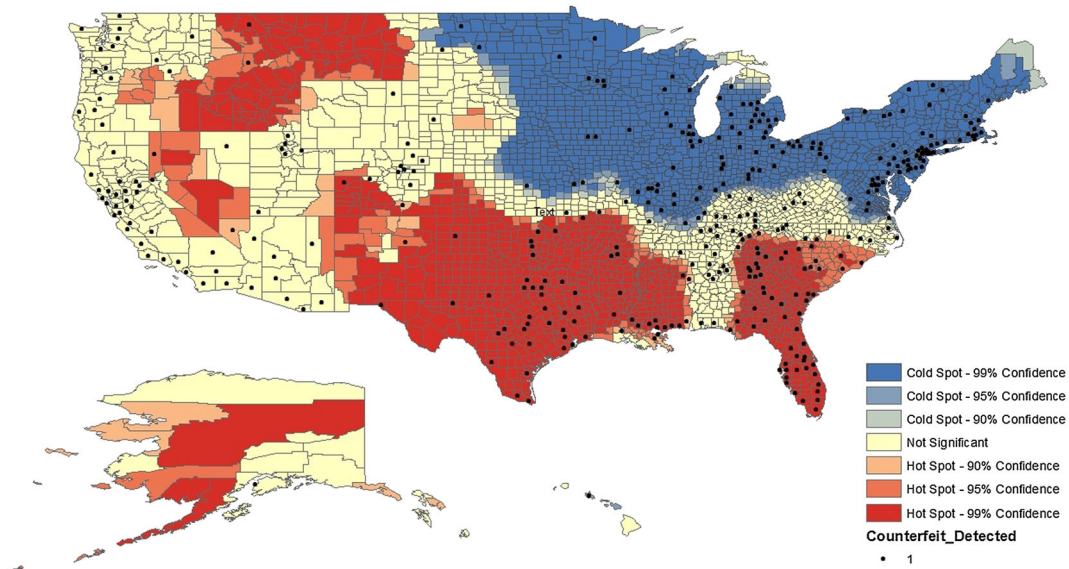 Text
Cold Spot - 99% Confidence
Cold Spot - 95% Confidence
Cold Spot - 90% Confidence
Not Significant
Hot Spot - 90% Confidence
Hot Spot - 95% Confidence
Hot Spot - 99% Confidence
Counterfeit_Detected
1